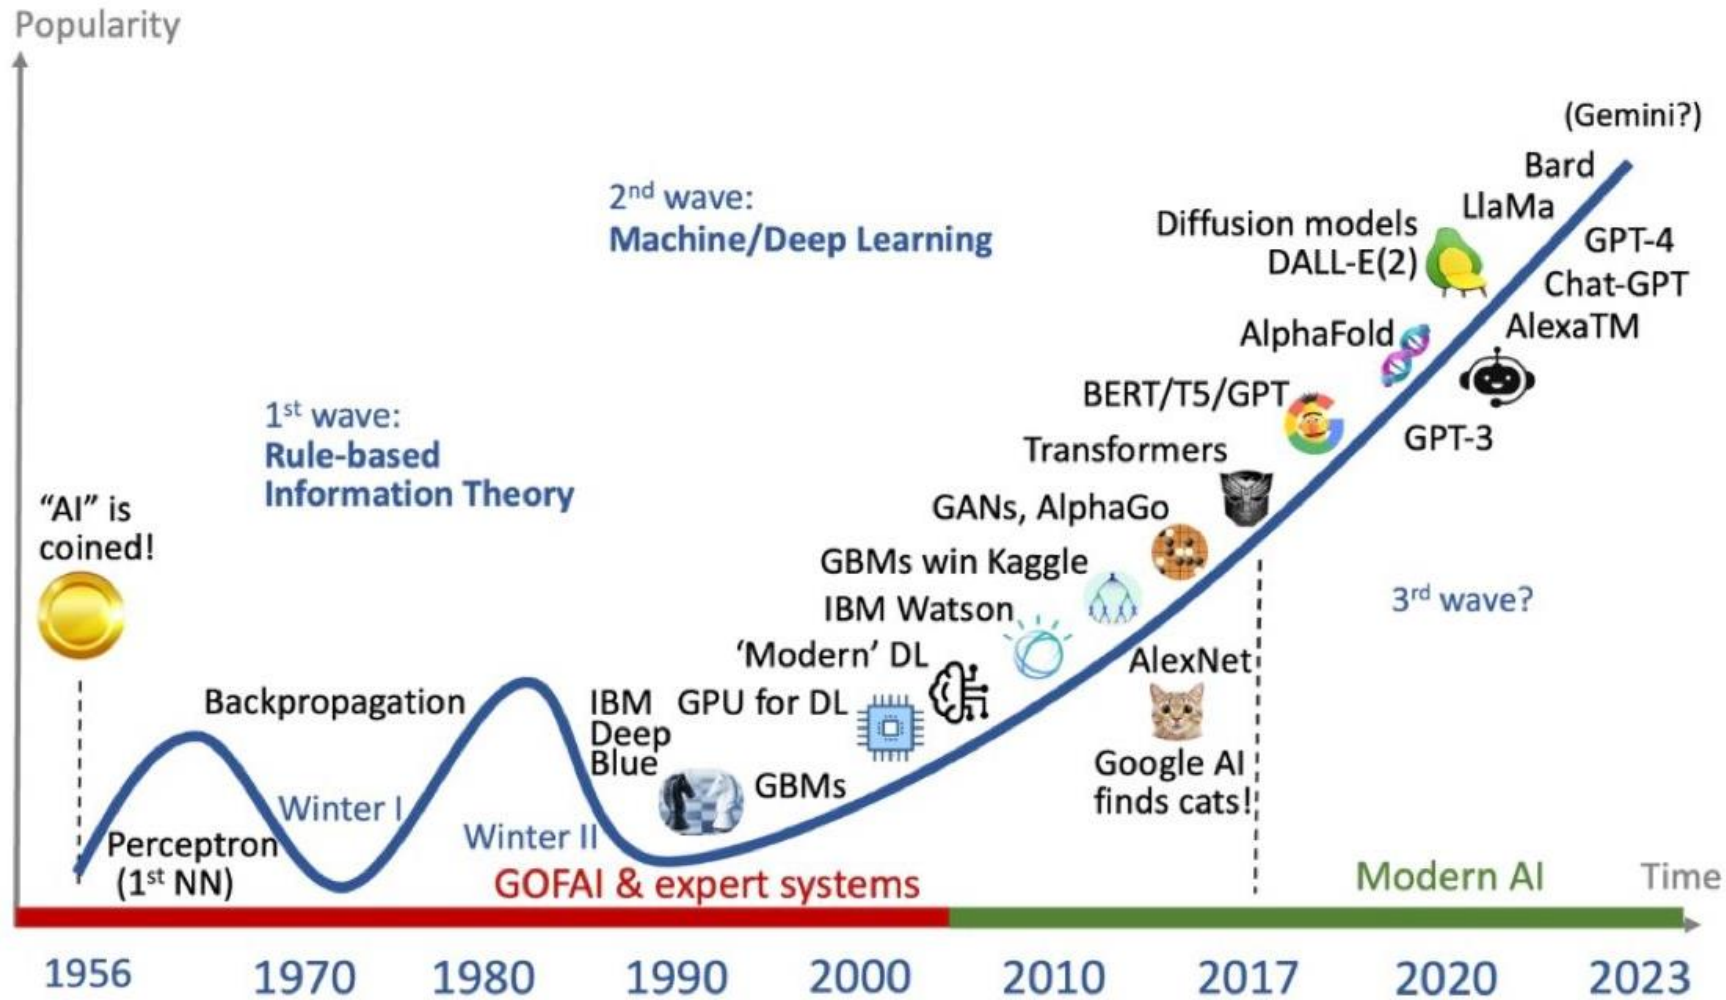 Popularity
(Gemini?)
Bard
LlaMa
2nd wave:
Machine/Deep Learning
Diffusion models
DALL-E(2)
GPT-4
Chat-GPT
AlexaTM
AlphaFold
BERT/T5/GPT
GPT-3
1st wave:
Rule-based
Information Theory
Transformers
"AI" is
coined!
GANs, AlphaGo
GBMs win Kaggle
3rd wave?
IBM Watson
'Modern' DL
AlexNet
Backpropagation
IBM
Deep
Blue
GPU for DL
GBMs
Google AI
finds cats!
Winter I
Winter II
Perceptron
(1st NN)
GOFAI & expert systems
Modern AI
Time
1956
1970
1980
1990
2000
2010
2017
2020
2023